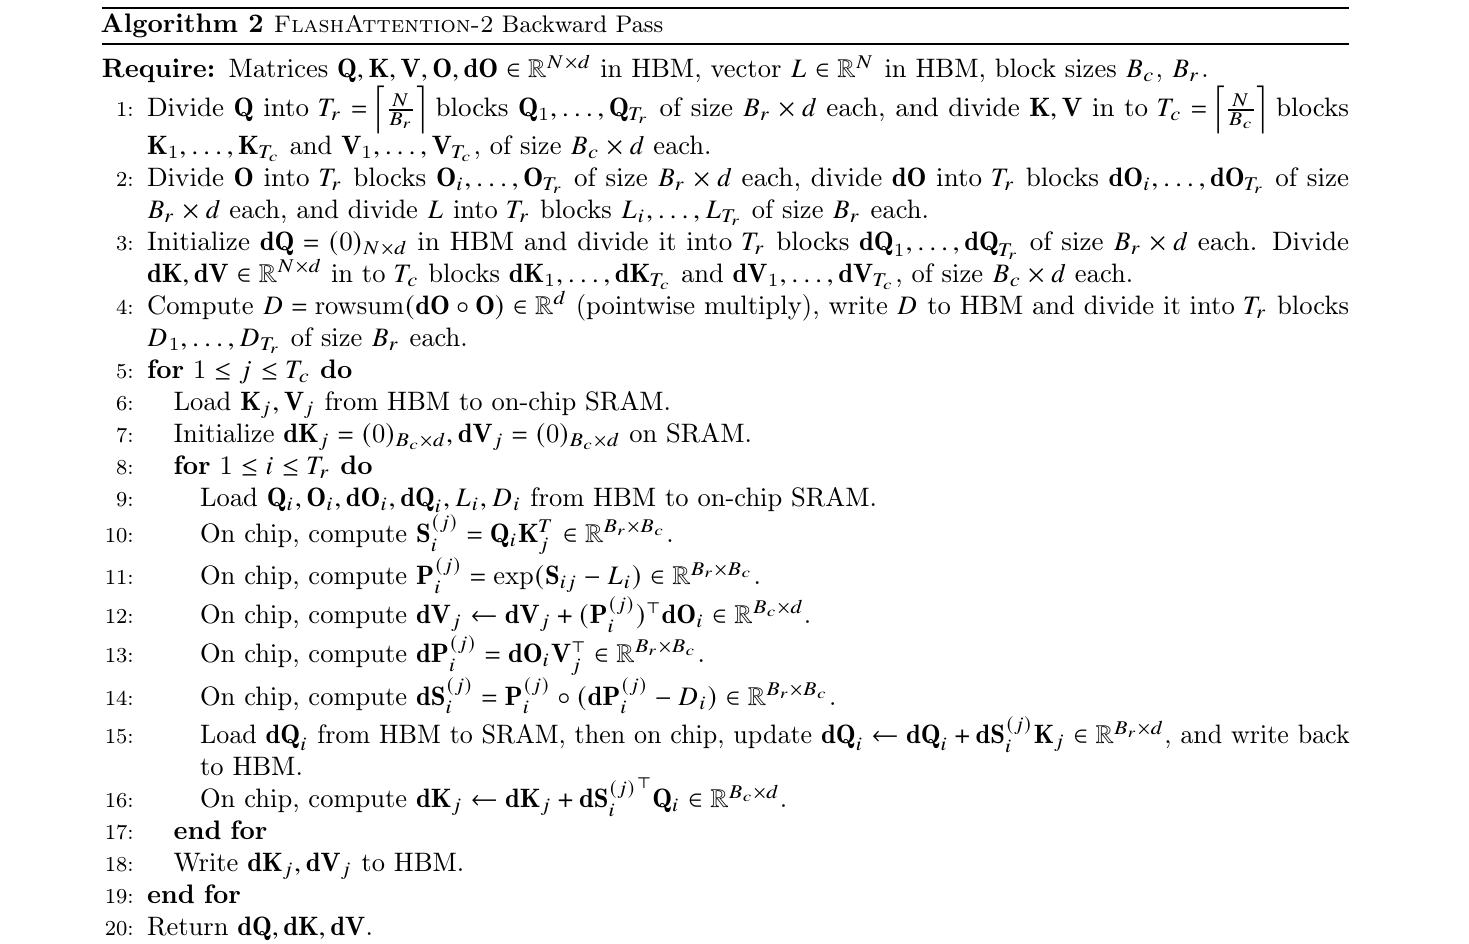 Algorithm 2 FlashAttention-2 Backward Pass
Require: Matrices Q, K, V, O, dO ∈ ℝ^{N×d} in HBM, vector L ∈ ℝ^N in HBM, block sizes B_c, B_r.
1: Divide Q into T_r = ⌈N/B_r⌉ blocks Q_1, . . . , Q_{T_r} of size B_r × d each, and divide K, V in to T_c = ⌈N/B_c⌉ blocks
K_1, . . . , K_{T_c} and V_1, . . . , V_{T_c}, of size B_c × d each.
2: Divide O into T_r blocks O_i, . . . , O_{T_r} of size B_r × d each, divide dO into T_r blocks dO_i, . . . , dO_{T_r} of size
B_r × d each, and divide L into T_r blocks L_i, . . . , L_{T_r} of size B_r each.
3: Initialize dQ = (0)_{N×d} in HBM and divide it into T_r blocks dQ_1, . . . , dQ_{T_r} of size B_r × d each. Divide
dK, dV ∈ ℝ^{N×d} in to T_c blocks dK_1, . . . , dK_{T_c} and dV_1, . . . , dV_{T_c}, of size B_c × d each.
4: Compute D = rowsum(dO ∘ O) ∈ ℝ^d (pointwise multiply), write D to HBM and divide it into T_r blocks
D_1, . . . , D_{T_r} of size B_r each.
5: for 1 ≤ j ≤ T_c do
6: Load K_j, V_j from HBM to on-chip SRAM.
7: Initialize dK_j = (0)_{B_c×d}, dV_j = (0)_{B_c×d} on SRAM.
8: for 1 ≤ i ≤ T_r do
9: Load Q_i, O_i, dO_i, dQ_i, L_i, D_i from HBM to on-chip SRAM.
10: On chip, compute S_i^{(j)} = Q_i K_j^T ∈ ℝ^{B_r×B_c}.
11: On chip, compute P_i^{(j)} = exp(S_{ij} − L_i) ∈ ℝ^{B_r×B_c}.
12: On chip, compute dV_j ← dV_j + (P_i^{(j)})^⊤ dO_i ∈ ℝ^{B_c×d}.
13: On chip, compute dP_i^{(j)} = dO_i V_j^⊤ ∈ ℝ^{B_r×B_c}.
14: On chip, compute dS_i^{(j)} = P_i^{(j)} ∘ (dP_i^{(j)} − D_i) ∈ ℝ^{B_r×B_c}.
15: Load dQ_i from HBM to SRAM, then on chip, update dQ_i ← dQ_i + dS_i^{(j)} K_j ∈ ℝ^{B_r×d}, and write back
to HBM.
16: On chip, compute dK_j ← dK_j + dS_i^{(j)⊤} Q_i ∈ ℝ^{B_c×d}.
17: end for
18: Write dK_j, dV_j to HBM.
19: end for
20: Return dQ, dK, dV.